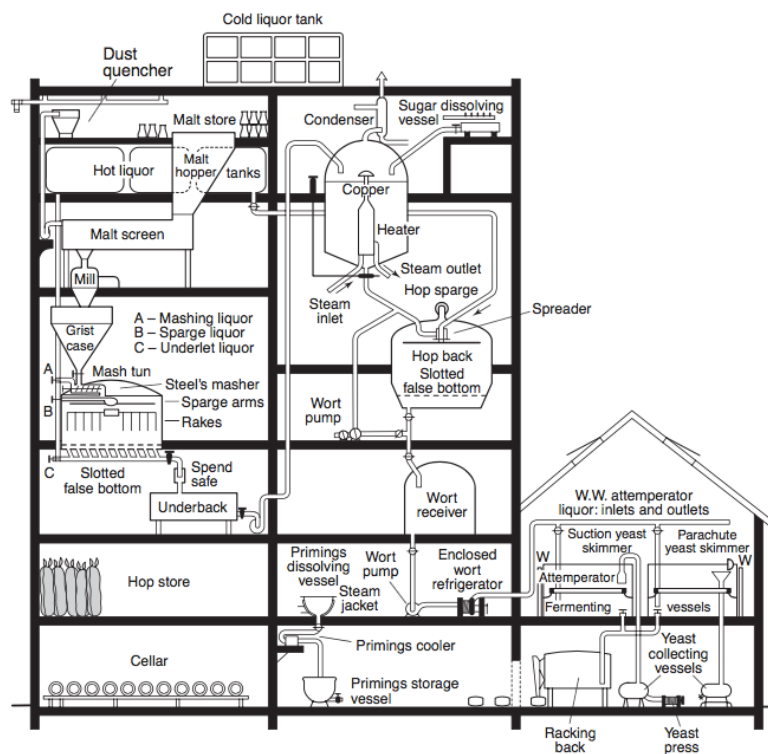 Cold liquor tank
Dust
quencher
Malt store
Condenser
Sugar dissolving
vessel
Hot liquor
Malt
hopper
tanks
Copper
Malt screen
Heater
Mill
Steam
inlet
Steam outlet
Hop sparge
Spreader
Grist
case
A – Mashing liquor
B – Sparge liquor
C – Underlet liquor
Hop back
Slotted
false bottom
A
Mash tun
Steel's masher
B
Sparge arms
Rakes
Wort
pump
C
Slotted
false bottom
Spend
safe
Underback
Wort
receiver
W.W. attemperator
liquor: inlets and outlets
Suction yeast
skimmer
Parachute
yeast skimmer
W
W
Hop store
Primings
dissolving
vessel
Steam
jacket
Wort
pump
Enclosed
wort
refrigerator
Attemperator
Fermenting
vessels
Primings cooler
Cellar
Primings storage
vessel
Yeast
collecting
vessels
Racking
back
Yeast
press